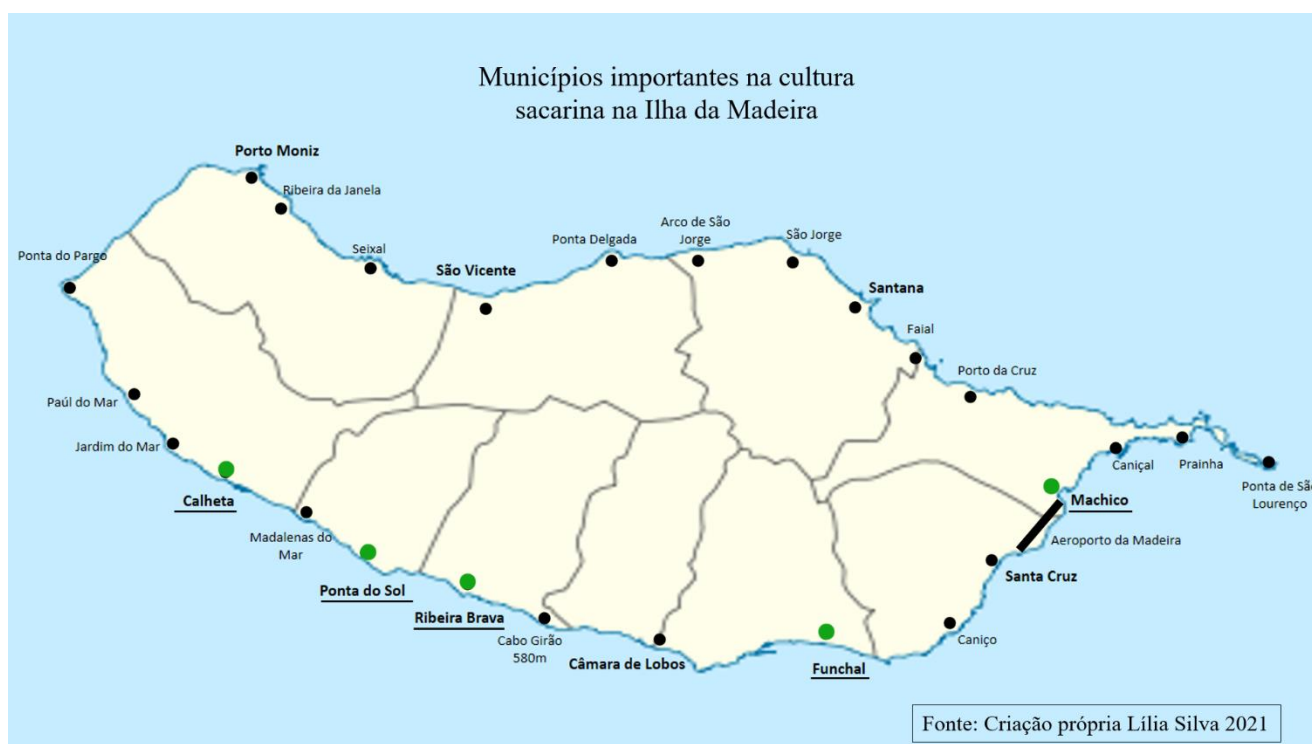 Municípios importantes na cultura
sacarina na Ilha da Madeira
Porto Moniz
Ribeira da Janela
Arco de São
Jorge
São Jorge
Ponta Delgada
Seixal
Ponta do Pargo
São Vicente
Santana
Faial
Porto da Cruz
Paúl do Mar
Jardim do Mar
Caniçal
Prainha
Ponta de São
Lourenço
Calheta
Machico
Madalenas do
Mar
Aeroporto da Madeira
Santa Cruz
Ponta do Sol
Ribeira Brava
Cabo Girão
580m
Caniço
Câmara de Lobos
Funchal
Fonte: Criação própria Lília Silva 2021